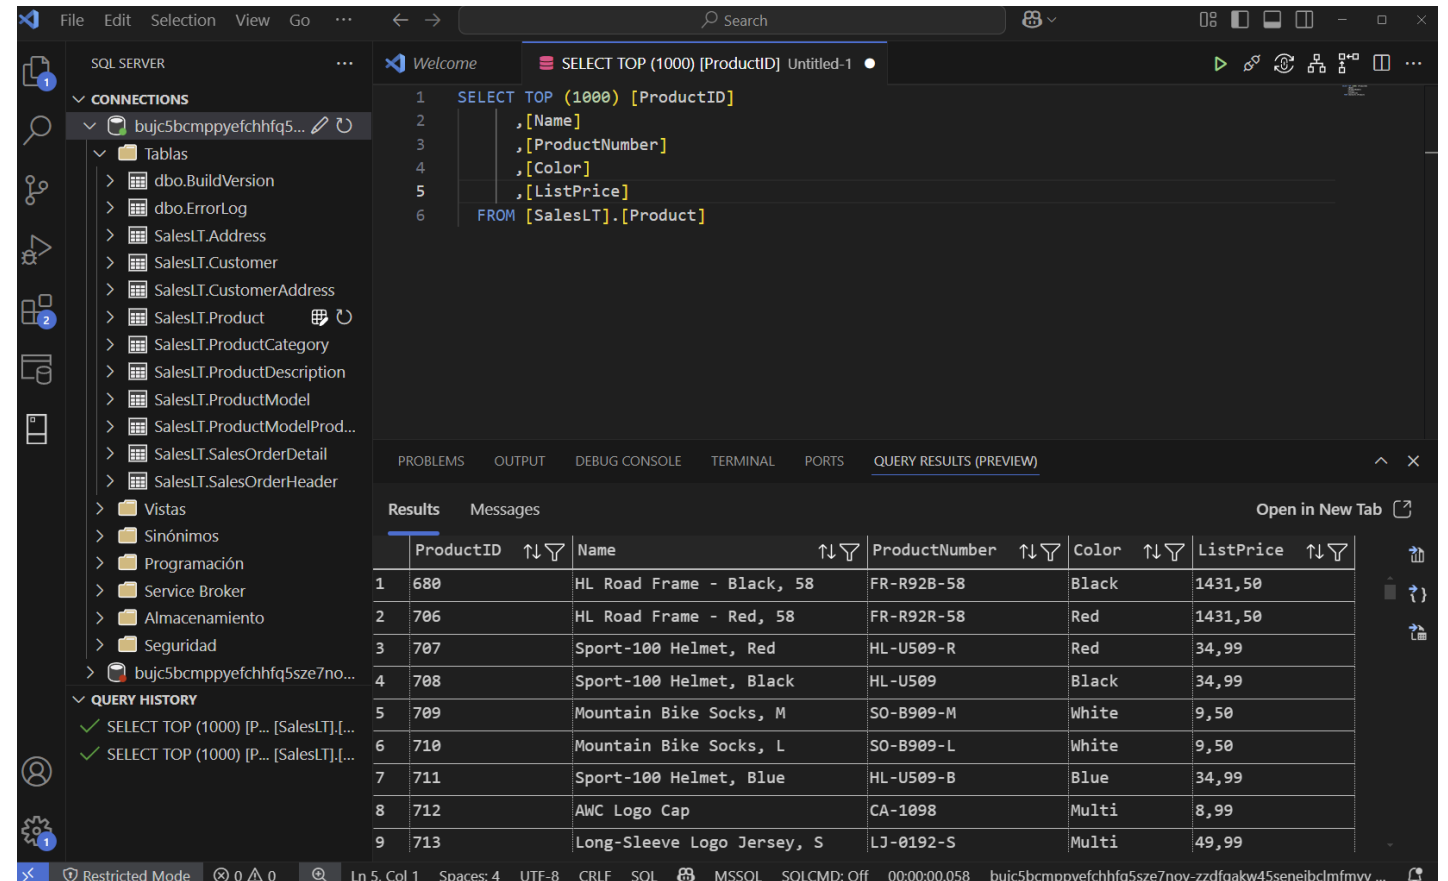 File Edit Selection View Go ··· Search
SQL SERVER ···
CONNECTIONS
bujc5bcmppyefchhfq5...
Tablas
dbo.BuildVersion
dbo.ErrorLog
SalesLT.Address
SalesLT.Customer
SalesLT.CustomerAddress
SalesLT.Product
SalesLT.ProductCategory
SalesLT.ProductDescription
SalesLT.ProductModel
SalesLT.ProductModelProd...
SalesLT.SalesOrderDetail
SalesLT.SalesOrderHeader
Vistas
Sinónimos
Programación
Service Broker
Almacenamiento
Seguridad
bujc5bcmppyefchhfq5sze7no...
QUERY HISTORY
SELECT TOP (1000) [P... [SalesLT].[...
SELECT TOP (1000) [P... [SalesLT].[...
1
2
1
Welcome SELECT TOP (1000) [ProductID] Untitled-1
1 SELECT TOP (1000) [ProductID]
2 ,[Name]
3 ,[ProductNumber]
4 ,[Color]
5 ,[ListPrice]
6 FROM [SalesLT].[Product]
PROBLEMS OUTPUT DEBUG CONSOLE TERMINAL PORTS QUERY RESULTS (PREVIEW)
Results Messages Open in New Tab
ProductID Name ProductNumber Color ListPrice
1 680 HL Road Frame - Black, 58 FR-R92B-58 Black 1431,50
2 706 HL Road Frame - Red, 58 FR-R92R-58 Red 1431,50
3 707 Sport-100 Helmet, Red HL-U509-R Red 34,99
4 708 Sport-100 Helmet, Black HL-U509 Black 34,99
5 709 Mountain Bike Socks, M SO-B909-M White 9,50
6 710 Mountain Bike Socks, L SO-B909-L White 9,50
7 711 Sport-100 Helmet, Blue HL-U509-B Blue 34,99
8 712 AWC Logo Cap CA-1098 Multi 8,99
9 713 Long-Sleeve Logo Jersey, S LJ-0192-S Multi 49,99
Restricted Mode 0 0 Ln 5, Col 1 Spaces: 4 UTF-8 CRLF SQL MSSQL SQLCMD: Off 00:00:00.058